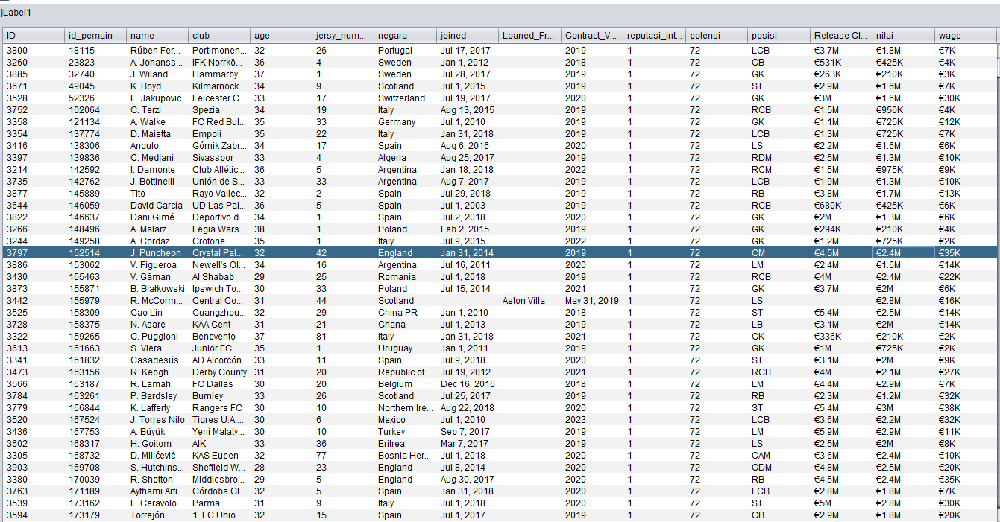 jLabel1
ID id_pemain name club age jersy_num... negara joined Loaned_Fr... Contract_V... reputasi_int... potensi posisi Release Cl... nilai wage
3800 18115 Rúben Fer... Portimonen... 32 26 Portugal Jul 17, 2017 2019 1 72 LCB €3.7M €1.8M €7K
3260 23823 A. Johanss... IFK Norrkö... 36 4 Sweden Jan 1, 2012 2018 1 72 CB €531K €425K €4K
3885 32740 J. Wiland Hammarby ... 37 1 Sweden Jul 28, 2017 2019 1 72 GK €263K €210K €3K
3671 49045 K. Boyd Kilmarnock 34 9 Scotland Jul 1, 2015 2019 1 72 ST €2.9M €1.6M €7K
3528 52326 E. Jakupović Leicester C... 33 17 Switzerland Jul 19, 2017 2020 1 72 GK €3M €1.6M €30K
3752 102064 C. Terzi Spezia 34 19 Italy Aug 13, 2015 2019 1 72 RCB €1.5M €950K €4K
3358 121134 A. Walke FC Red Bul... 35 33 Germany Jul 1, 2010 2019 1 72 GK €1.1M €725K €12K
3354 137774 D. Maietta Empoli 35 22 Italy Jan 31, 2018 2019 1 72 LCB €1.3M €725K €7K
3416 138306 Angulo Górnik Zabr... 34 17 Spain Aug 6, 2016 2020 1 72 LS €2.2M €1.6M €6K
3397 139836 C. Medjani Sivasspor 33 4 Algeria Aug 25, 2017 2019 1 72 RDM €2.5M €1.3M €10K
3214 142592 I. Damonte Club Atlétic... 36 5 Argentina Jan 18, 2018 2022 1 72 RCM €1.5M €975K €9K
3735 142762 J. Bottinelli Unión de S... 33 33 Argentina Aug 7, 2017 2019 1 72 LCB €1.9M €1.3M €10K
3877 145889 Tito Rayo Vallec... 32 2 Spain Jul 29, 2018 2019 1 72 RB €3.8M €1.7M €13K
3644 146059 David García UD Las Pal... 36 5 Spain Jul 1, 2003 2019 1 72 RCB €680K €425K €6K
3822 146637 Dani Gimé... Deportivo d... 34 1 Spain Jul 2, 2018 2020 1 72 GK €2M €1.3M €6K
3266 148496 A. Malarz Legia Wars... 38 1 Poland Feb 2, 2015 2019 1 72 GK €294K €210K €4K
3244 149258 A. Cordaz Crotone 35 1 Italy Jul 9, 2015 2022 1 72 GK €1.2M €725K €2K
3797 152514 J. Puncheon Crystal Pal... 32 42 England Jan 31, 2014 2019 1 72 CM €4.5M €2.4M €35K
3886 153062 V. Figueroa Newell's Ol... 34 16 Argentina Jul 16, 2011 2020 1 72 LM €2.4M €1.6M €14K
3430 155463 V. Găman Al Shabab 29 25 Romania Jul 1, 2018 2019 1 72 RCB €4M €2.4M €22K
3873 155871 B. Białkowski Ipswich To... 30 33 Poland Jul 15, 2014 2021 1 72 GK €3.7M €2M €6K
3442 155979 R. McCorm... Central Co... 31 44 Scotland Aston Villa May 31, 2019 1 72 LS €2.8M €16K
3525 158309 Gao Lin Guangzhou... 32 29 China PR Jan 1, 2010 2018 1 72 ST €5.4M €2.5M €14K
3728 158375 N. Asare KAA Gent 31 21 Ghana Jul 1, 2013 2019 1 72 LB €3.1M €2M €14K
3322 159265 C. Puggioni Benevento 37 81 Italy Jan 31, 2018 2021 1 72 GK €336K €210K €2K
3613 161663 S. Viera Junior FC 35 1 Uruguay Jan 1, 2011 2019 1 72 GK €1M €725K €2K
3341 161832 Casadesús AD Alcorcón 33 11 Spain Jul 9, 2018 2020 1 72 ST €3.1M €2M €9K
3473 163156 R. Keogh Derby County 31 20 Republic of ... Jul 19, 2012 2021 1 72 RCB €4M €2.1M €27K
3566 163187 R. Lamah FC Dallas 30 20 Belgium Dec 16, 2016 2018 1 72 LM €4.4M €2.9M €7K
3784 163261 P. Bardsley Burnley 33 26 Scotland Jul 25, 2017 2019 1 72 RB €2.3M €1.2M €32K
3779 166844 K. Lafferty Rangers FC 30 10 Northern Ire... Aug 22, 2018 2020 1 72 ST €5.4M €3M €38K
3520 167524 J. Torres Nilo Tigres U.A.... 30 6 Mexico Jul 1, 2010 2023 1 72 LCB €3.6M €2.2M €32K
3436 167753 A. Büyük Yeni Malaty... 30 10 Turkey Sep 7, 2017 2019 1 72 LM €5.9M €2.9M €11K
3602 168317 H. Goitom AIK 33 36 Eritrea Mar 7, 2017 2019 1 72 LS €2.5M €2M €8K
3305 168732 D. Milićević KAS Eupen 32 77 Bosnia Her... Jul 1, 2018 2020 1 72 CAM €3.6M €2.4M €10K
3903 169708 S. Hutchins... Sheffield W... 28 23 England Jul 8, 2014 2020 1 72 CDM €4.8M €2.5M €20K
3380 170039 R. Shotton Middlesbro... 29 5 England Aug 30, 2017 2020 1 72 RB €4.5M €2.4M €35K
3763 171189 Aythami Arti... Córdoba CF 32 5 Spain Jan 31, 2018 2020 1 72 LCB €2.8M €1.8M €7K
3539 173162 F. Ceravolo Parma 31 9 Italy Jul 1, 2018 2020 1 72 ST €5M €2.8M €30K
3594 173179 Torrejón 1. FC Unio... 32 15 Spain Jul 1, 2017 2019 1 72 CB €2.9M €1.8M €20K